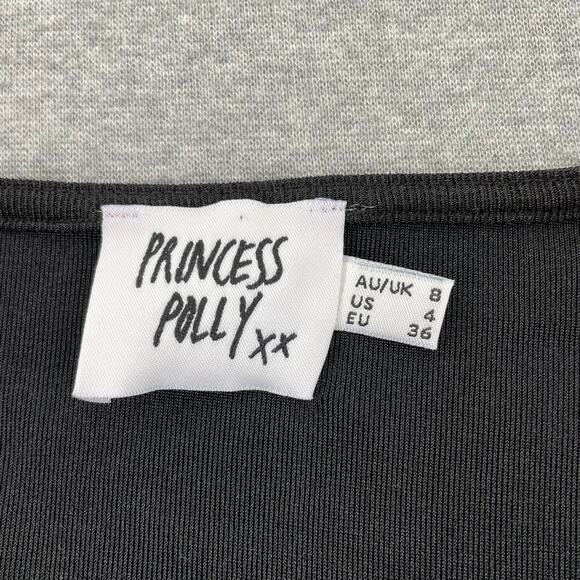 PRINCESS
POLLY xx
AU/UK 8
US 4
EU 36